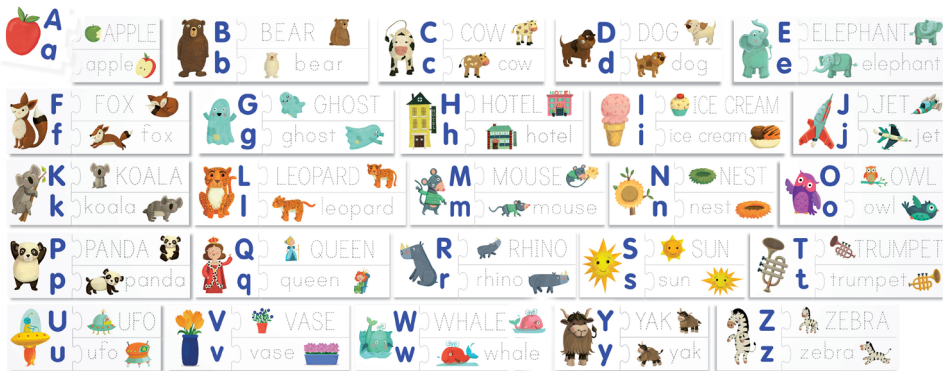 A APPLE
a apple
B BEAR
b bear
C COW
c cow
D DOG
d dog
E ELEPHANT
e elephant
F FOX
f fox
G GHOST
g ghost
H HOTEL
HOTEL
h hotel
I ICE CREAM
i ice cream
J JET
j jet
K KOALA
k koala
L LEOPARD
l leopard
M MOUSE
m mouse
N NEST
n nest
O OWL
o owl
P PANDA
p panda
Q QUEEN
q queen
R RHINO
r rhino
S SUN
s sun
T TRUMPET
t trumpet
U UFO
u ufo
V VASE
v vase
W WHALE
w whale
Y YAK
y yak
Z ZEBRA
z zebra